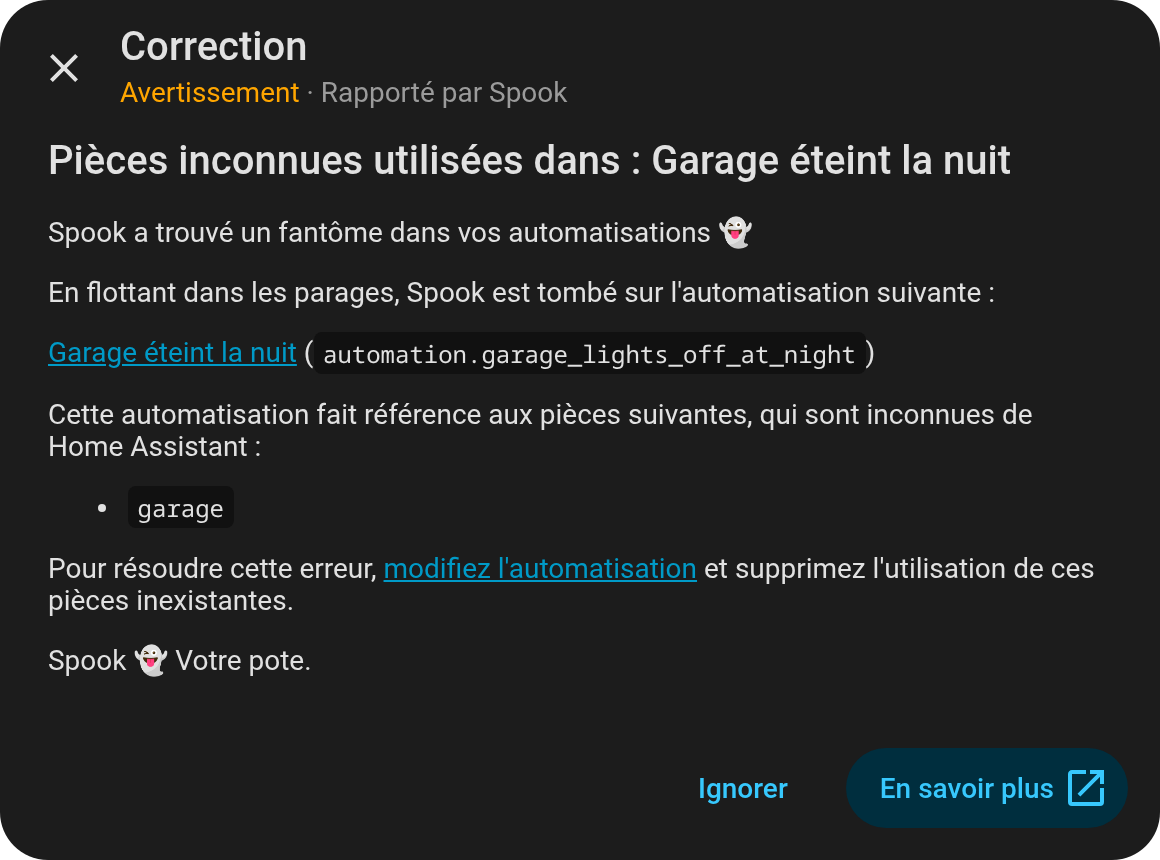 Correction
Avertissement · Rapporté par Spook
Pièces inconnues utilisées dans : Garage éteint la nuit
Spook a trouvé un fantôme dans vos automatisations 👻
En flottant dans les parages, Spook est tombé sur l'automatisation suivante :
Garage éteint la nuit (automation.garage_lights_off_at_night)
Cette automatisation fait référence aux pièces suivantes, qui sont inconnues de
Home Assistant :
• garage
Pour résoudre cette erreur, modifiez l'automatisation et supprimez l'utilisation de ces
pièces inexistantes.
Spook 👻 Votre pote.
Ignorer
En savoir plus